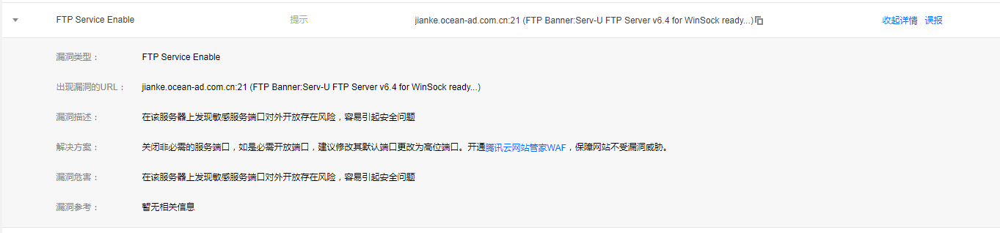 FTP Service Enable 提示 jianke.ocean-ad.com.cn:21 (FTP Banner:Serv-U FTP Server v6.4 for WinSock ready...) 收起详情 误报
漏洞类型： FTP Service Enable
出现漏洞的URL： jianke.ocean-ad.com.cn:21 (FTP Banner:Serv-U FTP Server v6.4 for WinSock ready...)
漏洞描述： 在该服务器上发现敏感服务端口对外开放存在风险，容易引起安全问题
解决方案： 关闭非必需的服务端口，如是必需开放端口，建议修改其默认端口更改为高位端口。开通腾讯云网站管家WAF，保障网站不受漏洞威胁。
漏洞危害： 在该服务器上发现敏感服务端口对外开放存在风险，容易引起安全问题
漏洞参考： 暂无相关信息